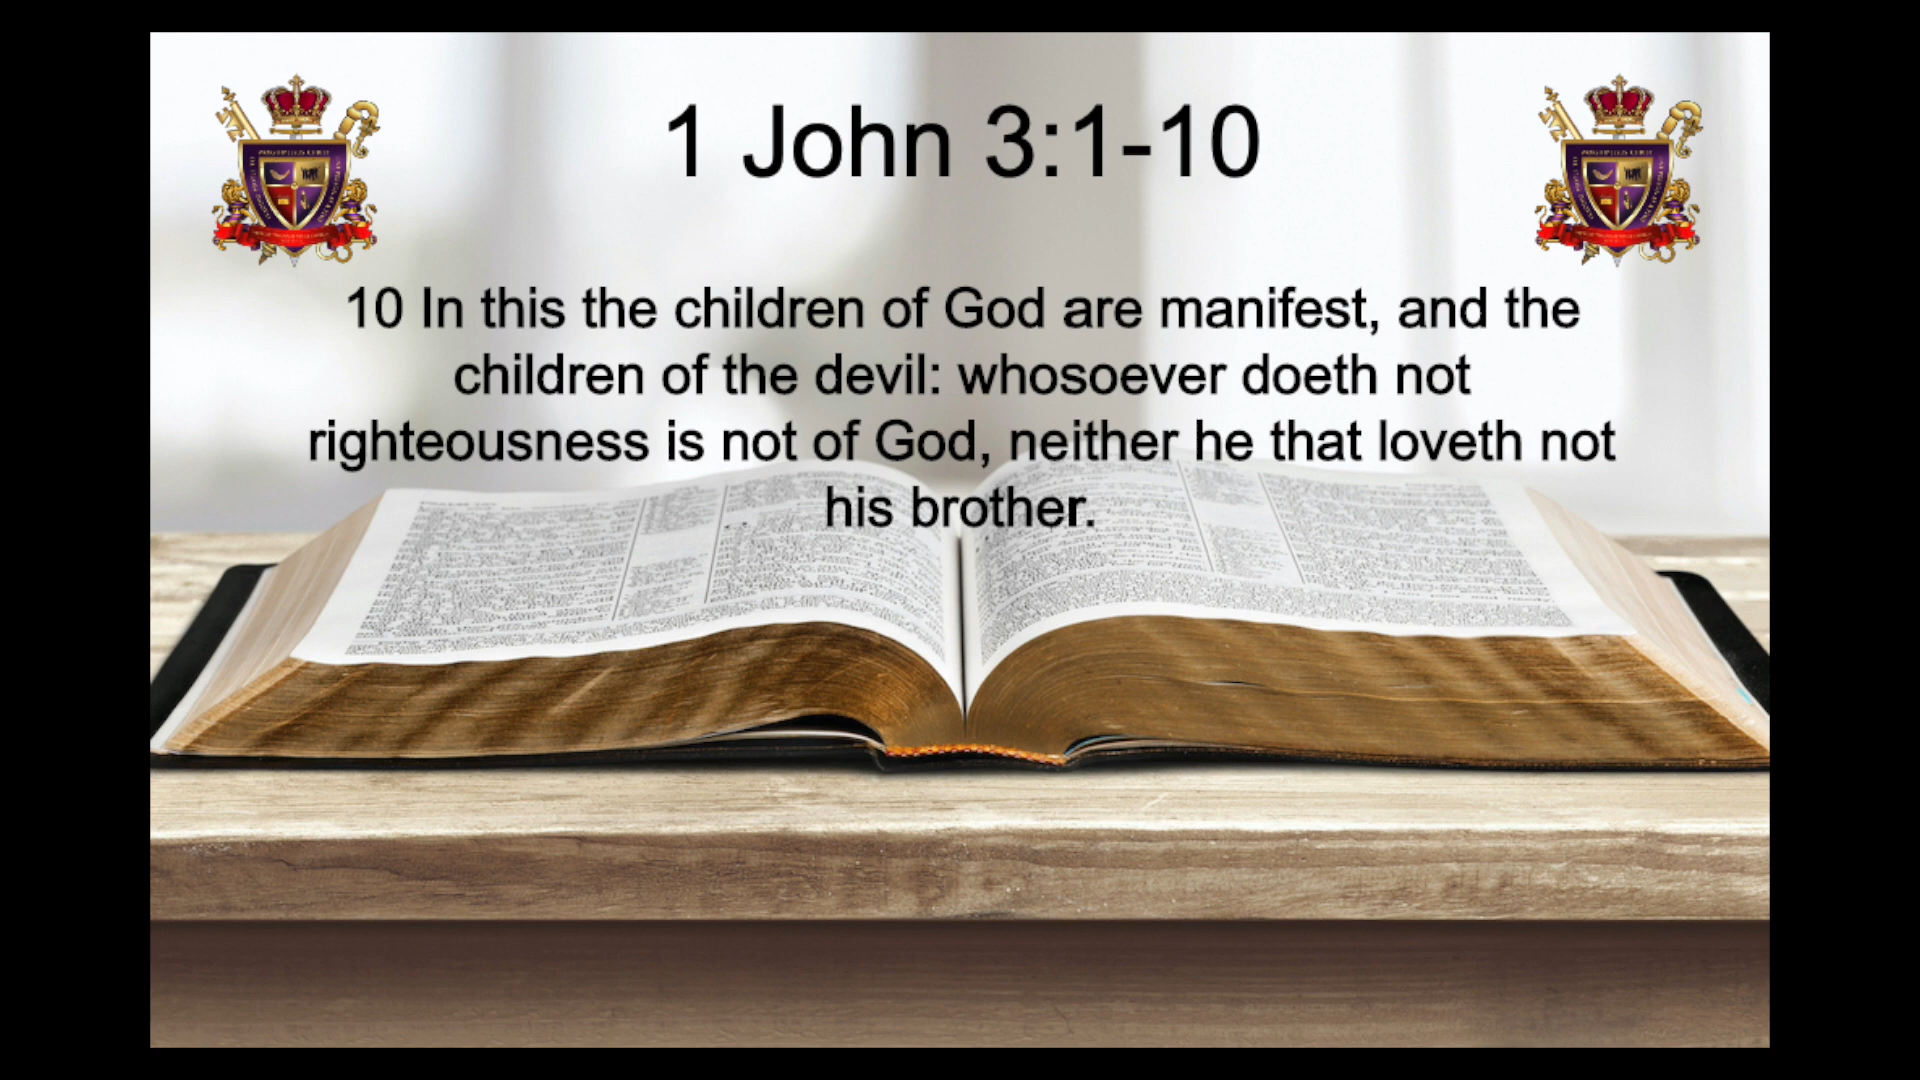 1 John 3:1-10
10 In this the children of God are manifest, and the
children of the devil: whosoever doeth not
righteousness is not of God, neither he that loveth not
his brother.